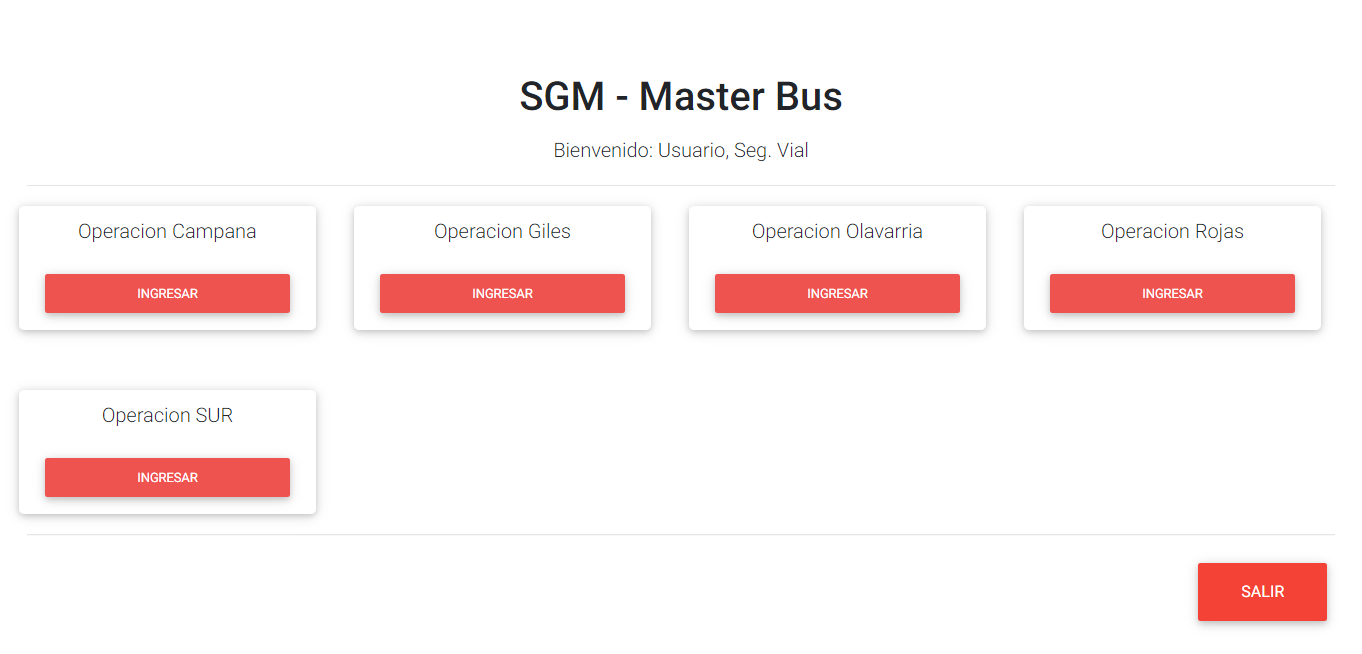 SGM - Master Bus
Bienvenido: Usuario, Seg. Vial
Operacion Campana
INGRESAR
Operacion Giles
INGRESAR
Operacion Olavarria
INGRESAR
Operacion Rojas
INGRESAR
Operacion SUR
INGRESAR
SALIR